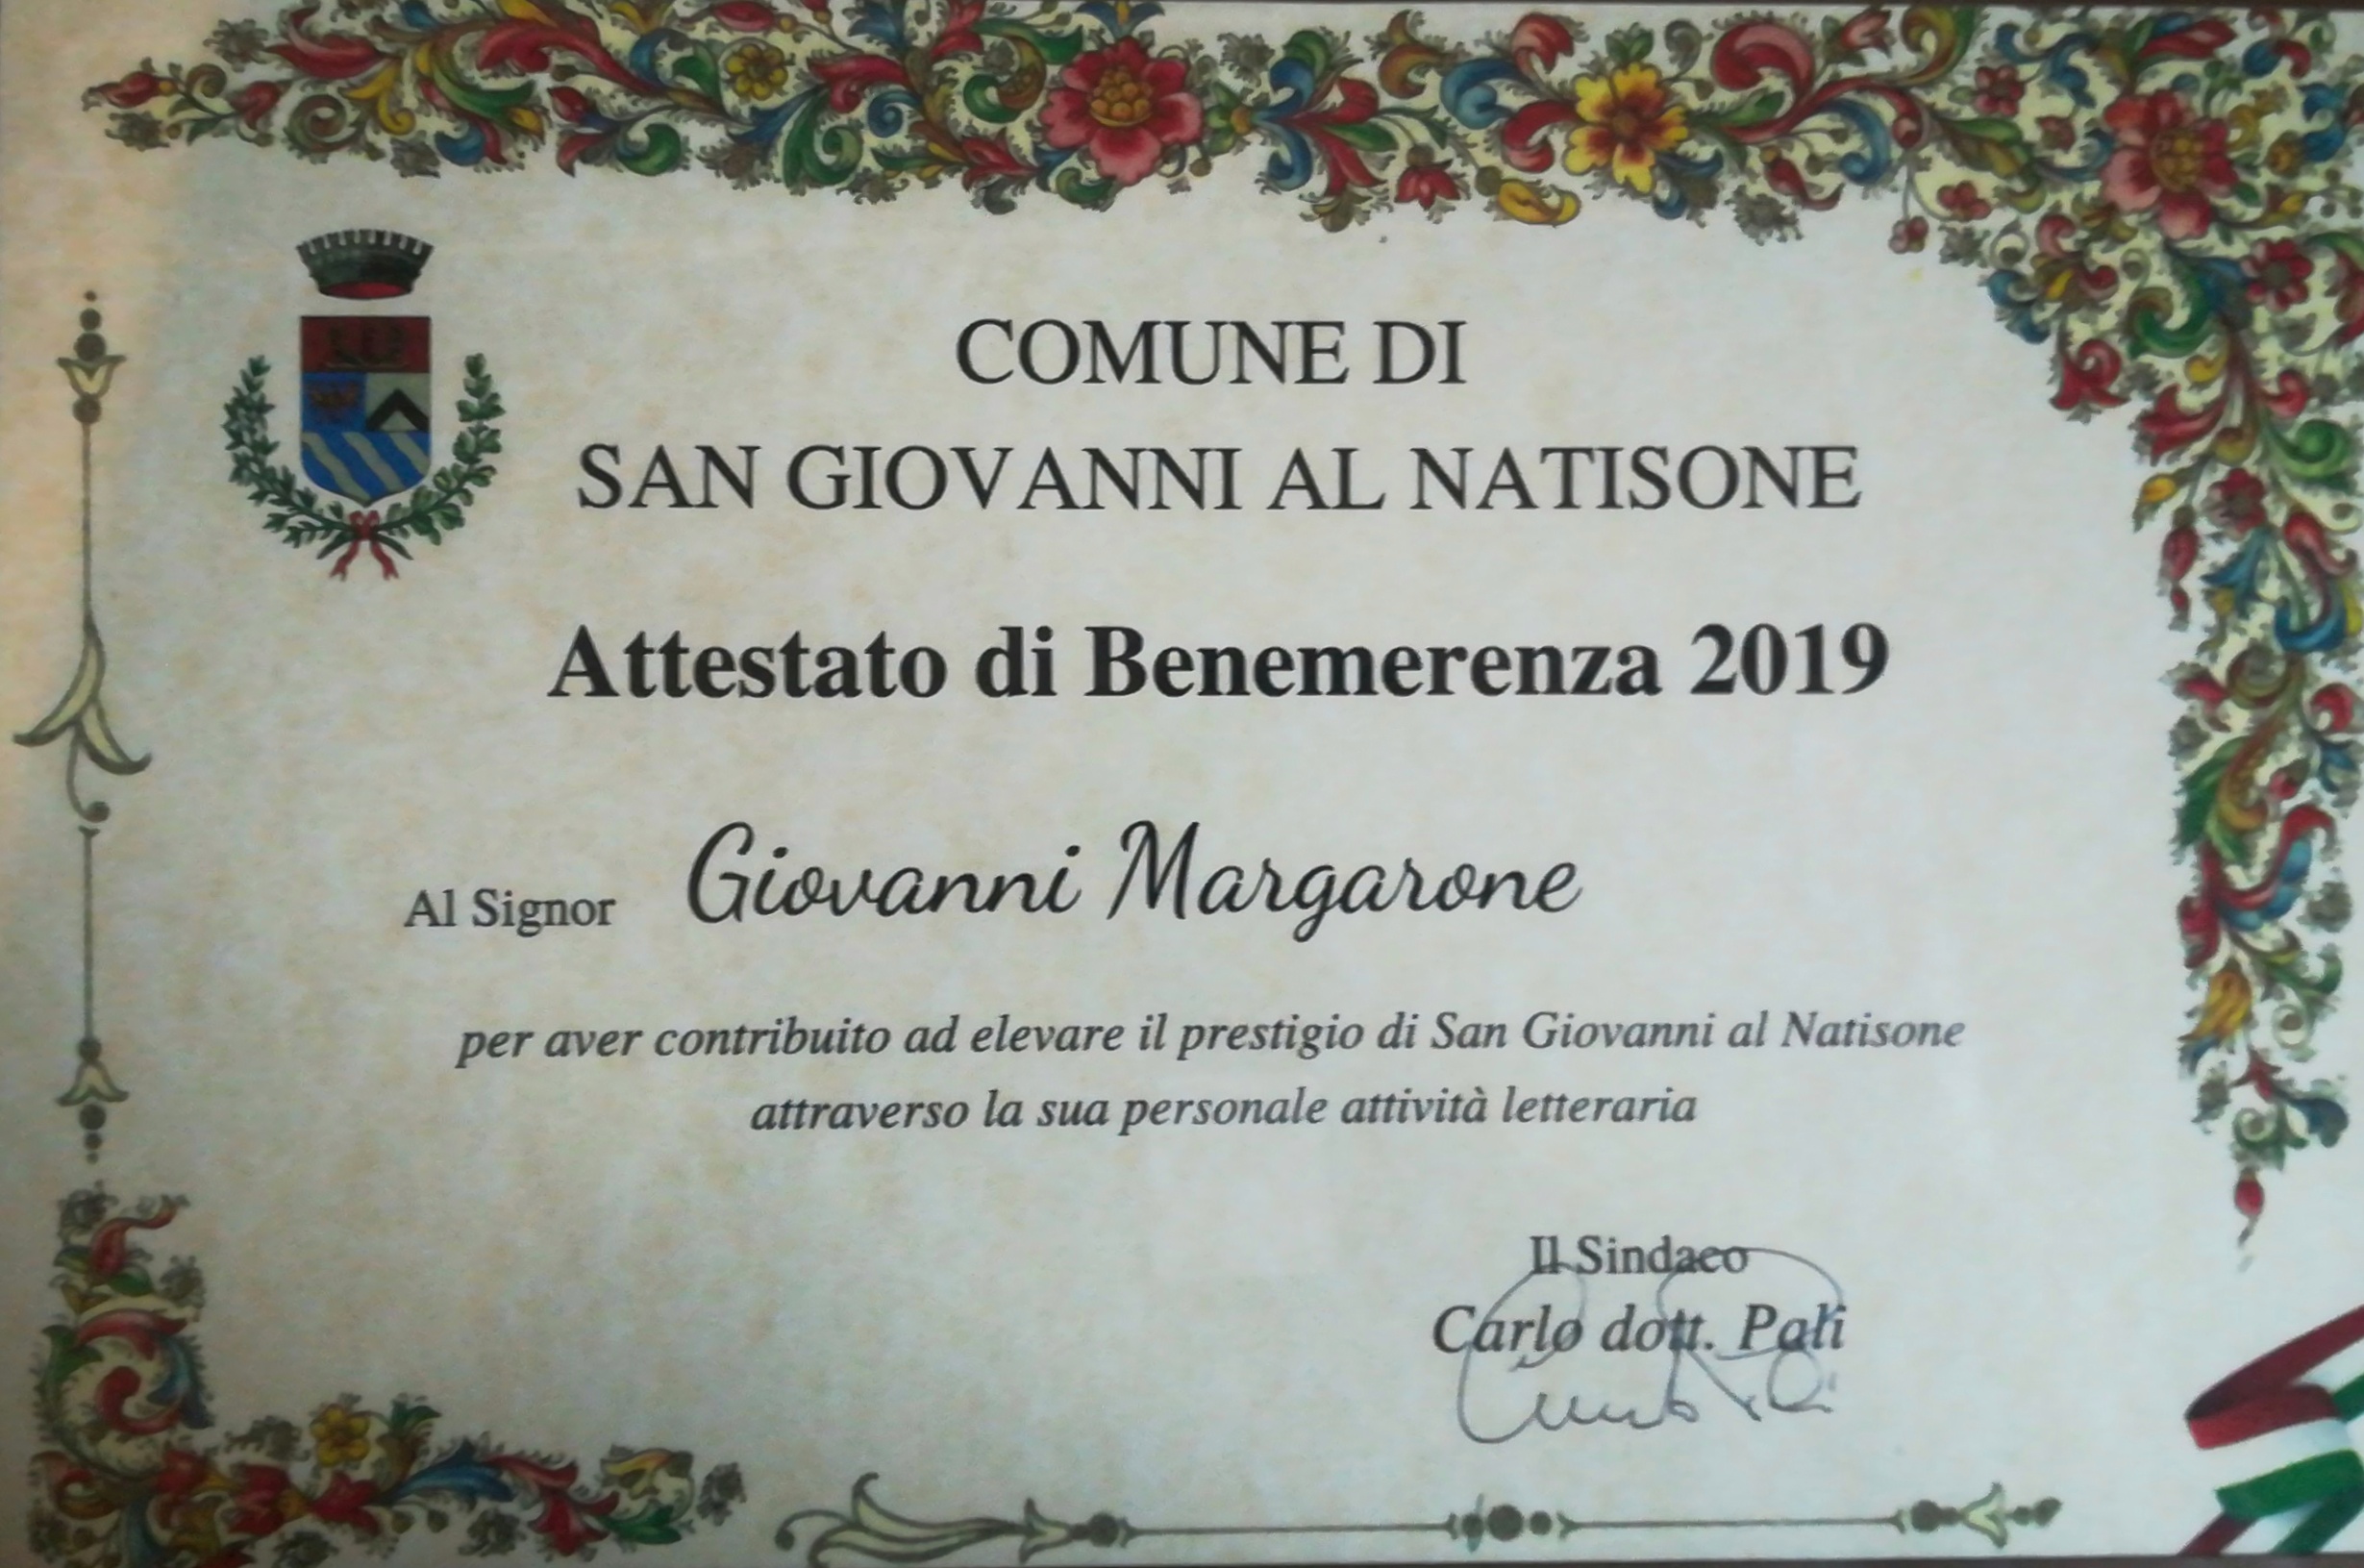 COMUNE DI
SAN GIOVANNI AL NATISONE
Attestato di Benemerenza 2019
Al Signor Giovanni Margarone
per aver contribuito ad elevare il prestigio di San Giovanni al Natisone
attraverso la sua personale attività letteraria
Il Sindaco
Carlo dott. Pali